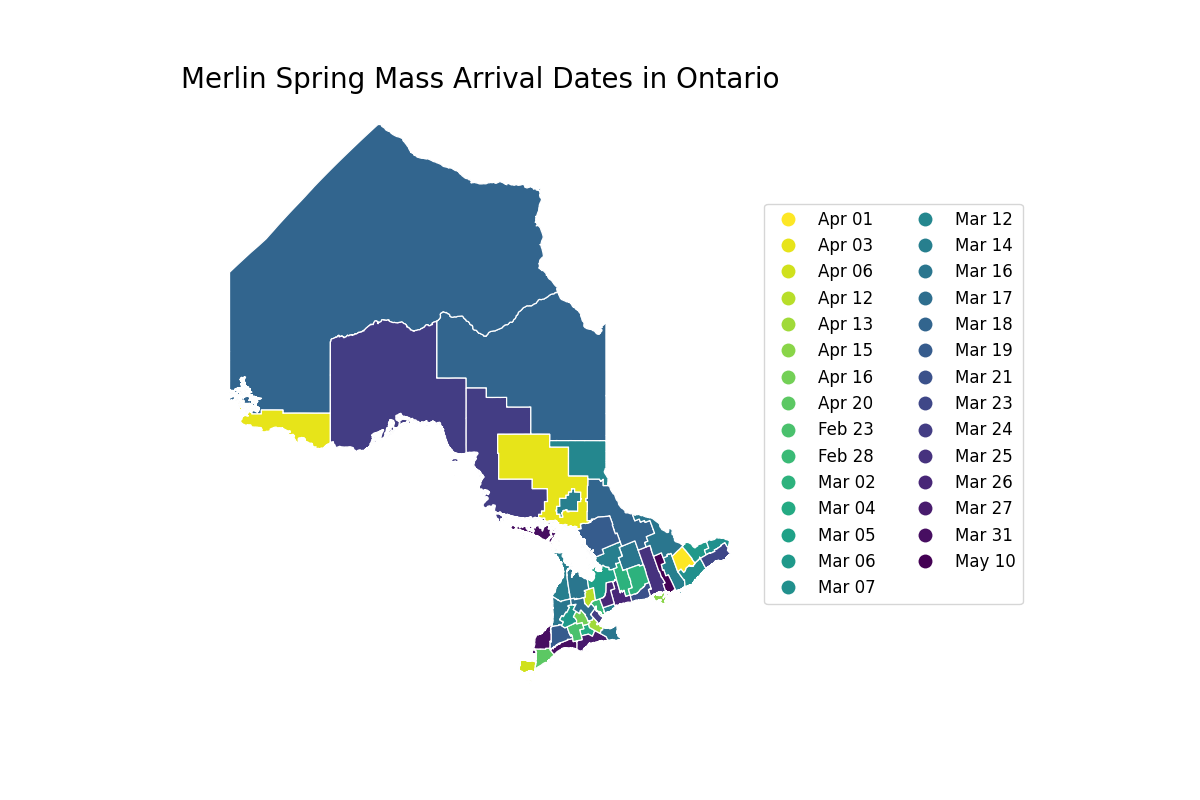 Merlin Spring Mass Arrival Dates in Ontario
Apr 01
Apr 03
Apr 06
Apr 12
Apr 13
Apr 15
Apr 16
Apr 20
Feb 23
Feb 28
Mar 02
Mar 04
Mar 05
Mar 06
Mar 07
Mar 12
Mar 14
Mar 16
Mar 17
Mar 18
Mar 19
Mar 21
Mar 23
Mar 24
Mar 25
Mar 26
Mar 27
Mar 31
May 10